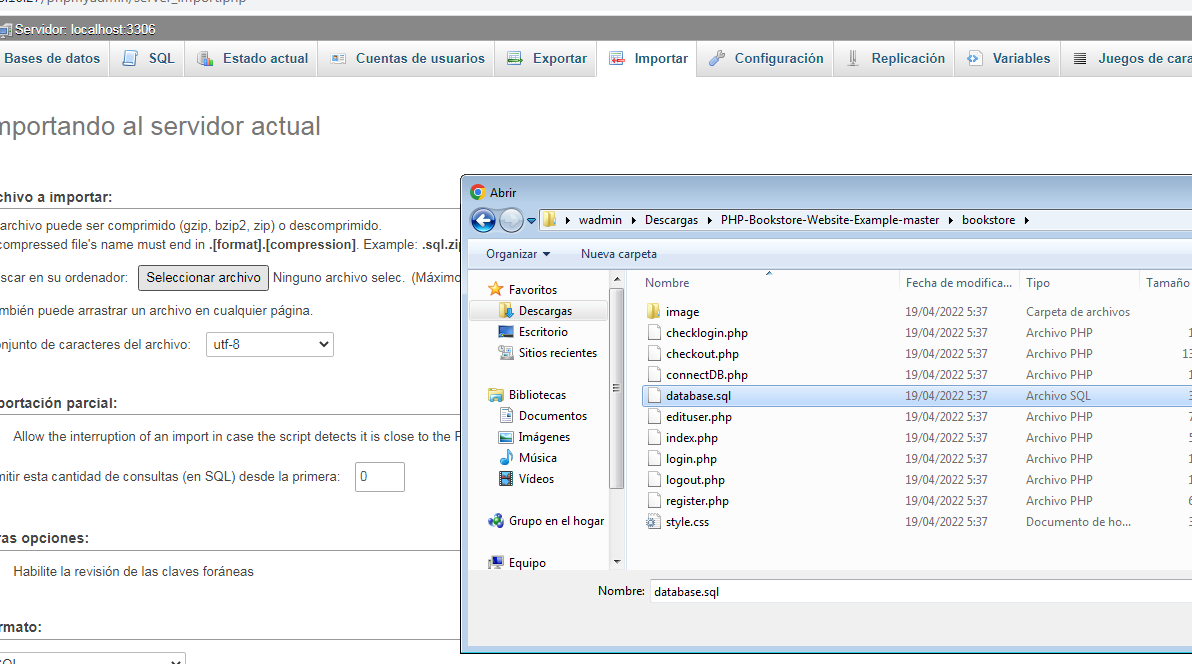 /phpmyadmin/server_import.php
Servidor: localhost:3306
Bases de datos SQL Estado actual Cuentas de usuarios Exportar Importar Configuración Replicación Variables Juegos de cara
mportando al servidor actual
chivo a importar:
archivo puede ser comprimido (gzip, bzip2, zip) o descomprimido.
compressed file's name must end in .[format].[compression]. Example: .sql.zip
scar en su ordenador: Seleccionar archivo Ninguno archivo selec. (Máximo
mbién puede arrastrar un archivo en cualquier página.
onjunto de caracteres del archivo: utf-8
portación parcial:
Allow the interruption of an import in case the script detects it is close to the P
mitir esta cantidad de consultas (en SQL) desde la primera: 0
ras opciones:
Habilite la revisión de las claves foráneas
rmato:
SQL
Abrir
wadmin Descargas PHP-Bookstore-Website-Example-master bookstore
Organizar Nueva carpeta
Favoritos
Descargas
Escritorio
Sitios recientes
Bibliotecas
Documentos
Imágenes
Música
Vídeos
Grupo en el hogar
Equipo
Nombre Fecha de modifica... Tipo Tamaño
image 19/04/2022 5:37 Carpeta de archivos
checklogin.php 19/04/2022 5:37 Archivo PHP 1
checkout.php 19/04/2022 5:37 Archivo PHP 13
connectDB.php 19/04/2022 5:37 Archivo PHP 1
database.sql 19/04/2022 5:37 Archivo SQL 3
edituser.php 19/04/2022 5:37 Archivo PHP 7
index.php 19/04/2022 5:37 Archivo PHP 5
login.php 19/04/2022 5:37 Archivo PHP 1
logout.php 19/04/2022 5:37 Archivo PHP 1
register.php 19/04/2022 5:37 Archivo PHP 6
style.css 19/04/2022 5:37 Documento de ho... 3
Nombre: database.sql